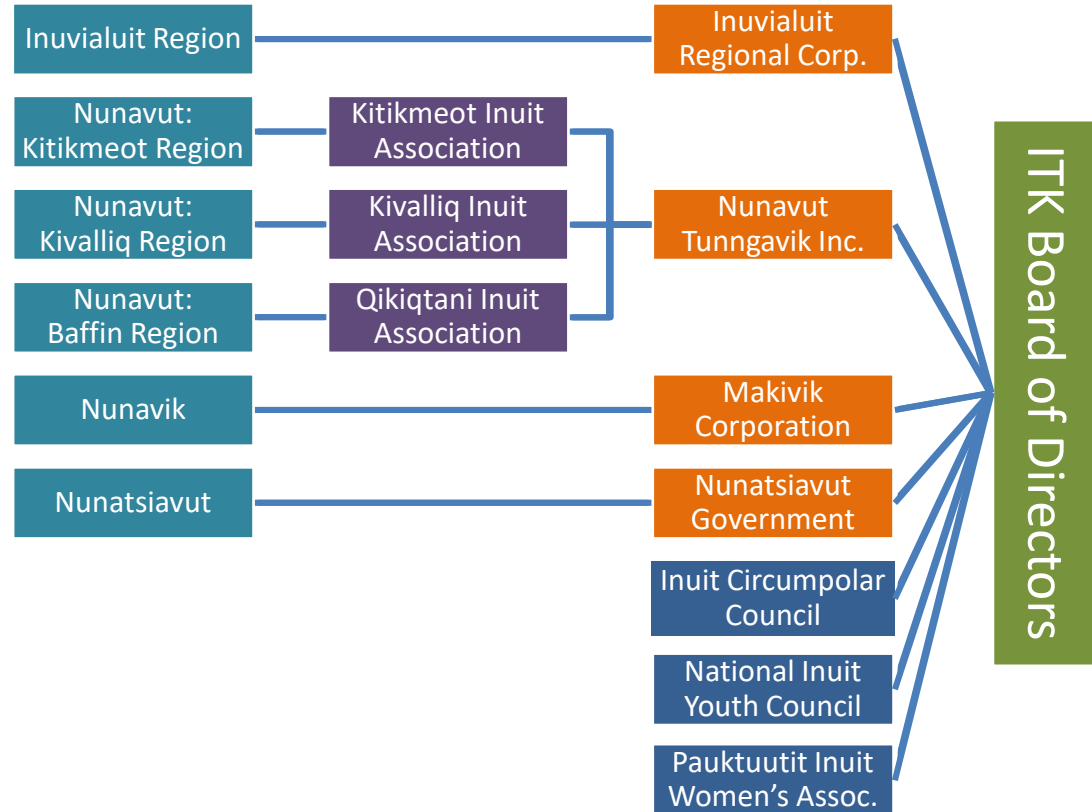 Inuvialuit Region
Inuvialuit
Regional Corp.
Nunavut:
Kitikmeot Region
Kitikmeot Inuit
Association
Nunavut:
Kivalliq Region
Kivalliq Inuit
Association
Nunavut
Tunngavik Inc.
Nunavut:
Baffin Region
Qikiqtani Inuit
Association
Nunavik
Makivik
Corporation
Nunatsiavut
Nunatsiavut
Government
Inuit Circumpolar
Council
National Inuit
Youth Council
Pauktuutit Inuit
Women’s Assoc.
ITK Board of Directors